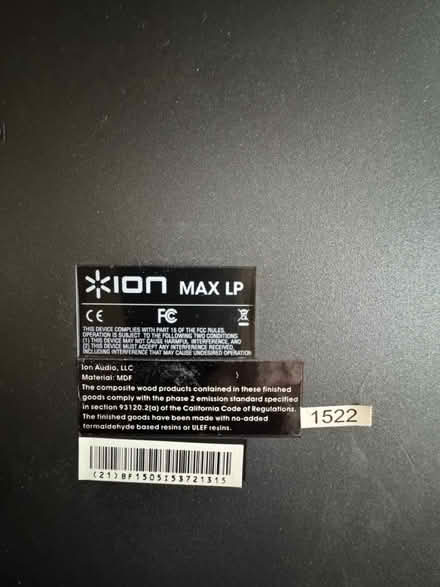 ion MAX LP
CE FC
THIS DEVICE COMPLIES WITH PART 15 OF THE FCC RULES.
OPERATION IS SUBJECT TO THE FOLLOWING TWO CONDITIONS:
(1) THIS DEVICE MAY NOT CAUSE HARMFUL INTERFERENCE, AND
(2) THIS DEVICE MUST ACCEPT ANY INTERFERENCE RECEIVED,
INCLUDING INTERFERENCE THAT MAY CAUSE UNDESIRED OPERATION
Ion Audio, LLC
Material: MDF
The composite wood products contained in these finished
goods comply with the phase 2 emission standard specified
in section 93120.2(a) of the California Code of Regulations.
The finished goods have been made with no-added
formaldehyde based resins or ULEF resins.
1522
(21)BF1505153721315